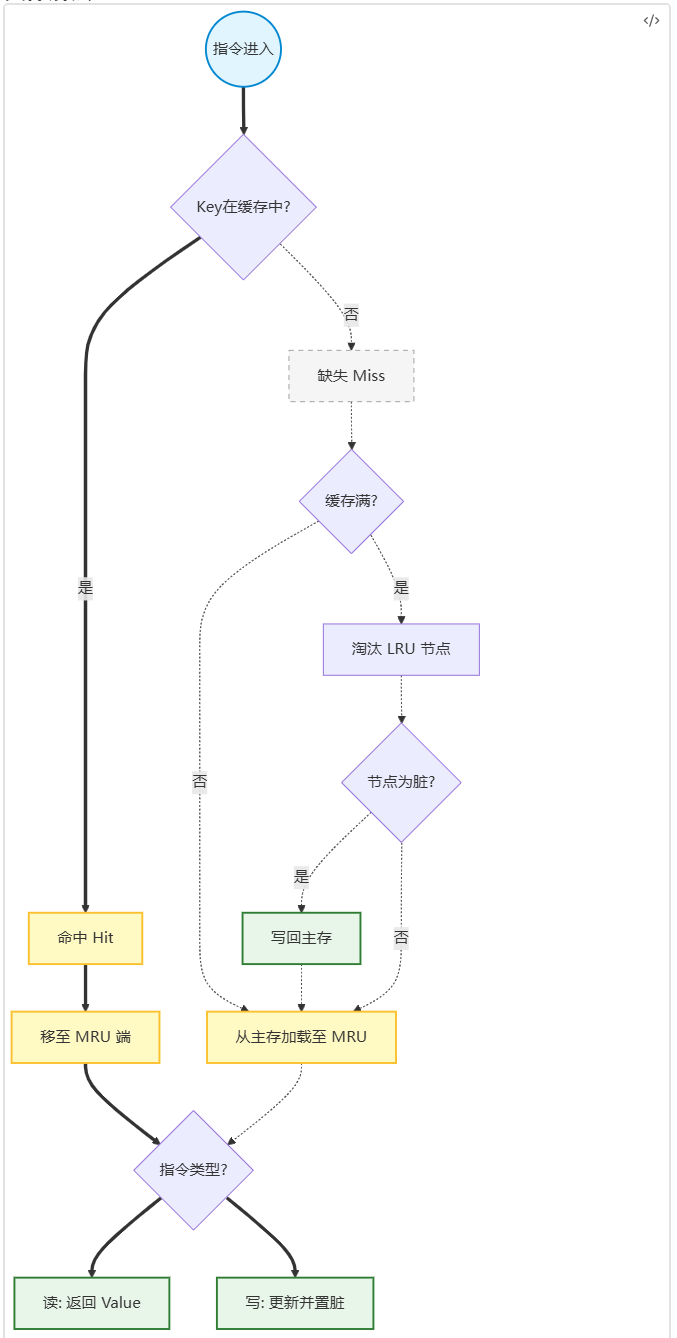 指令进入
Key在缓存中?
否
缺失 Miss
缓存满?
是
是
淘汰 LRU 节点
否
节点为脏?
是
命中 Hit
写回主存
否
移至 MRU 端
从主存加载至 MRU
指令类型?
读: 返回 Value
写: 更新并置脏